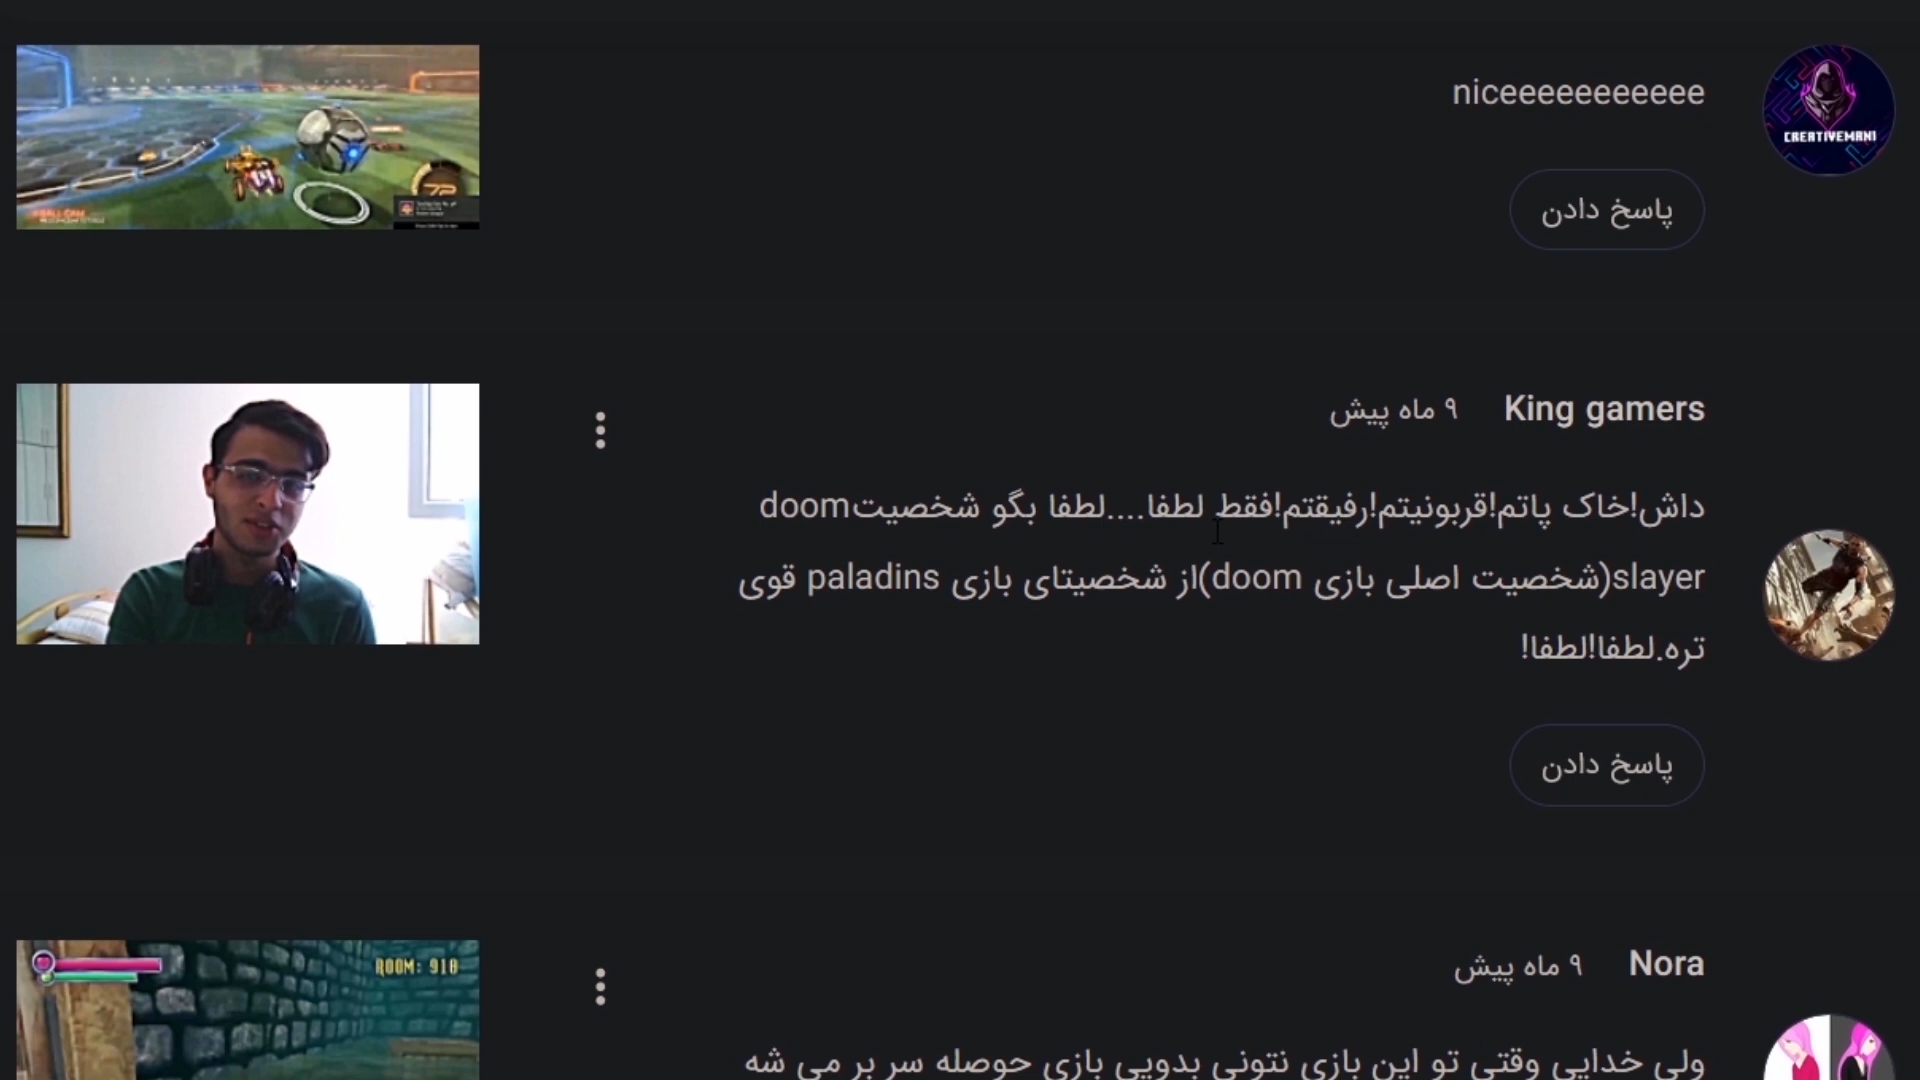 niceeeeeeeeeee
CREATIVEMANI
پاسخ دادن
King gamers ۹ ماه پیش
داش!خاک پاتم!قربونیتم!رفیقتم!فقط لطفا....لطفا بگو شخصیتdoom
slayer(شخصیت اصلی بازی doom)از شخصیتای بازی paladins قوی
تره.لطفا!لطفا!
پاسخ دادن
Nora ۹ ماه پیش
ROOM: 910
ولی خدایی وقتی تو این بازی نتونی بدویی بازی حوصله سر بر می شه